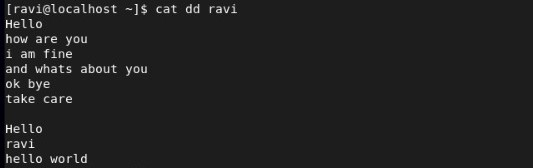 [ravi@localhost ~]$ cat dd ravi
Hello
how are you
i am fine
and whats about you
ok bye
take care

Hello
ravi
hello world